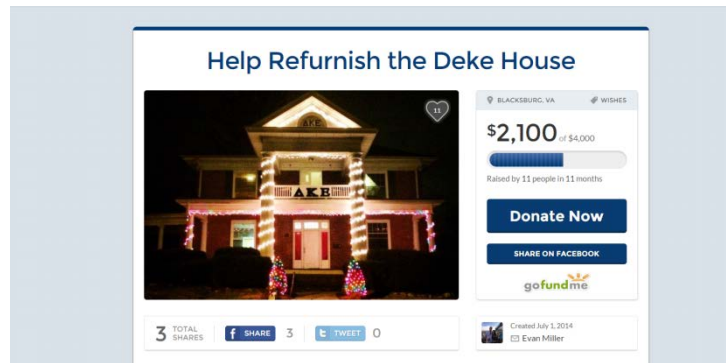 Help Refurnish the Deke House
ΔKE
ΔKE
11
BLACKSBURG, VA
WISHES
$2,100 of $4,000
Raised by 11 people in 11 months
Donate Now
SHARE ON FACEBOOK
gofundme
3 TOTAL SHARES
f SHARE 3
t TWEET 0
Created July 1, 2014
Evan Miller